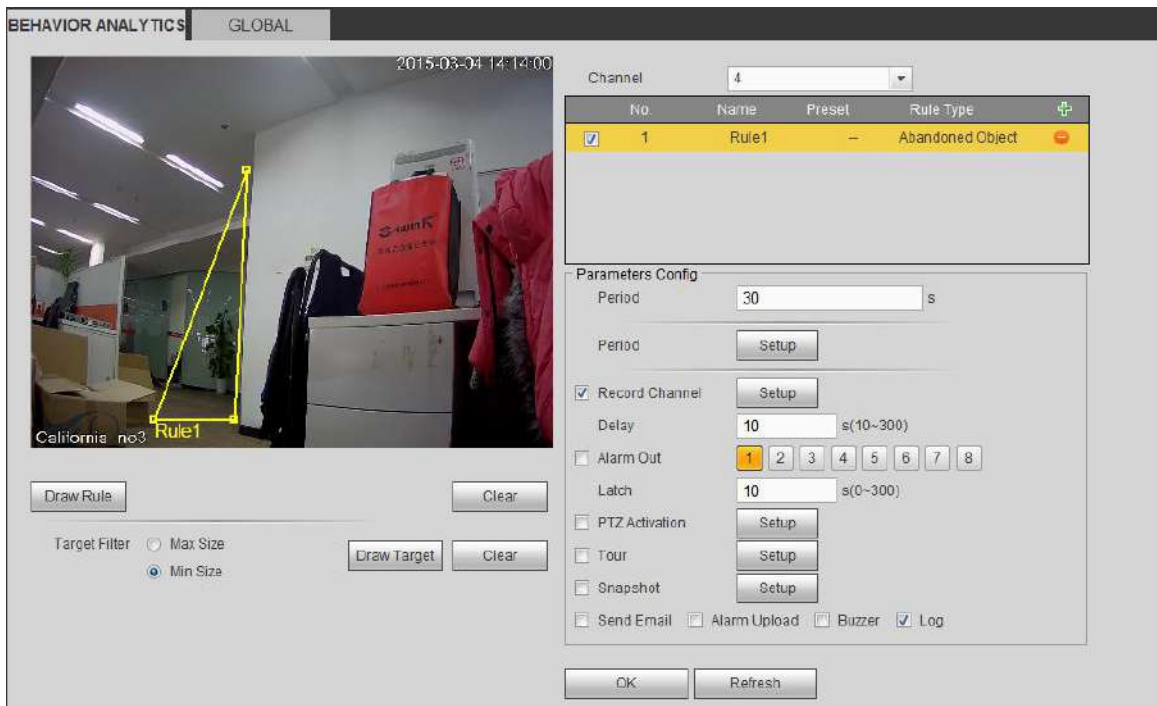 BEHAVIOR ANALYTICS GLOBAL
2015-03-04 14:14:00
California no3 Rule1
Draw Rule Clear
Target Filter Max Size
Min Size
Draw Target Clear
Channel 4
No. Name Preset Rule Type
1 Rule1 -- Abandoned Object
Parameters Config
Period 30 s
Period Setup
Record Channel Setup
Delay 10 s(10~300)
Alarm Out 1 2 3 4 5 6 7 8
Latch 10 s(0~300)
PTZ Activation Setup
Tour Setup
Snapshot Setup
Send Email Alarm Upload Buzzer Log
OK Refresh